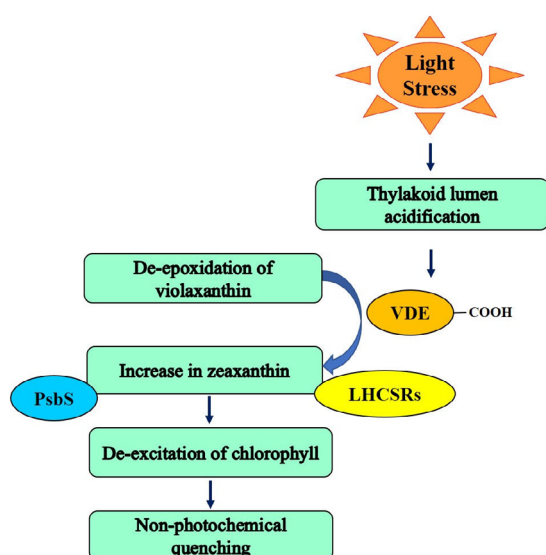 Light
Stress
Thylakoid lumen
acidification
De-epoxidation of
violaxanthin
VDE
COOH
Increase in zeaxanthin
PsbS
LHCSRs
De-excitation of chlorophyll
Non-photochemical
quenching